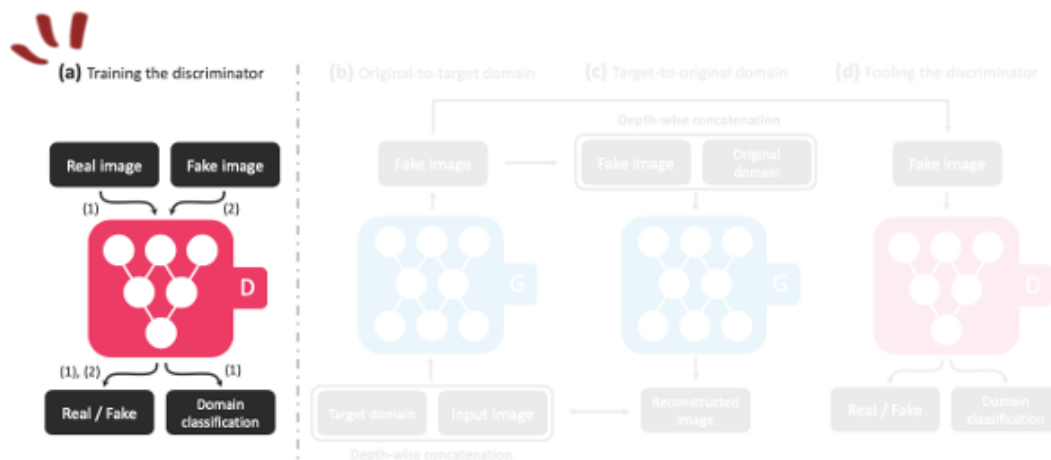 (a) Training the discriminator
(b) Original-to-target domain
(c) Target-to-original domain
(d) Fooling the discriminator
Real image
Fake image
(1)
(2)
D
(1), (2)
(1)
Real / Fake
Domain
classification
Fake image
G
Target domain
Input image
Depth-wise concatenation
Depth-wise concatenation
Fake image
Original
domain
G
Reconstructed
image
Fake image
D
Real / Fake
Domain
classification